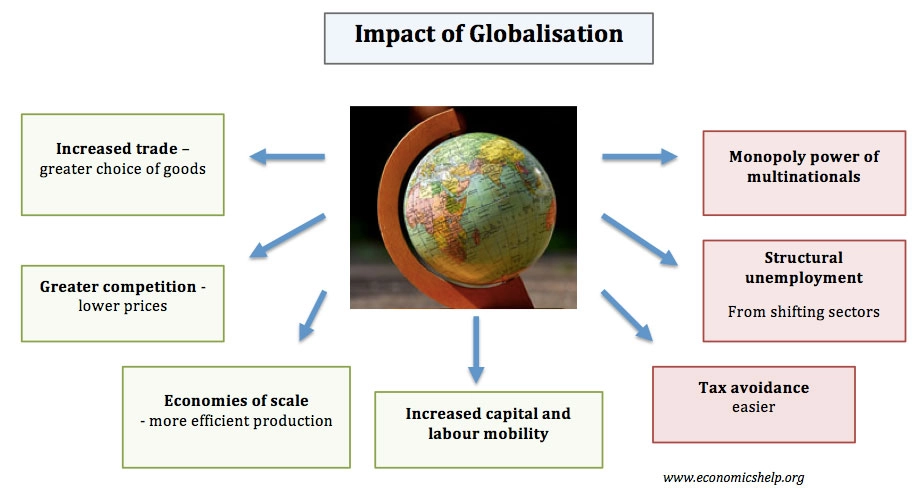 Impact of Globalisation
Increased trade –
greater choice of goods
Greater competition -
lower prices
Economies of scale
- more efficient production
Increased capital and
labour mobility
Monopoly power of
multinationals
Structural
unemployment
From shifting sectors
Tax avoidance
easier
www.economicshelp.org